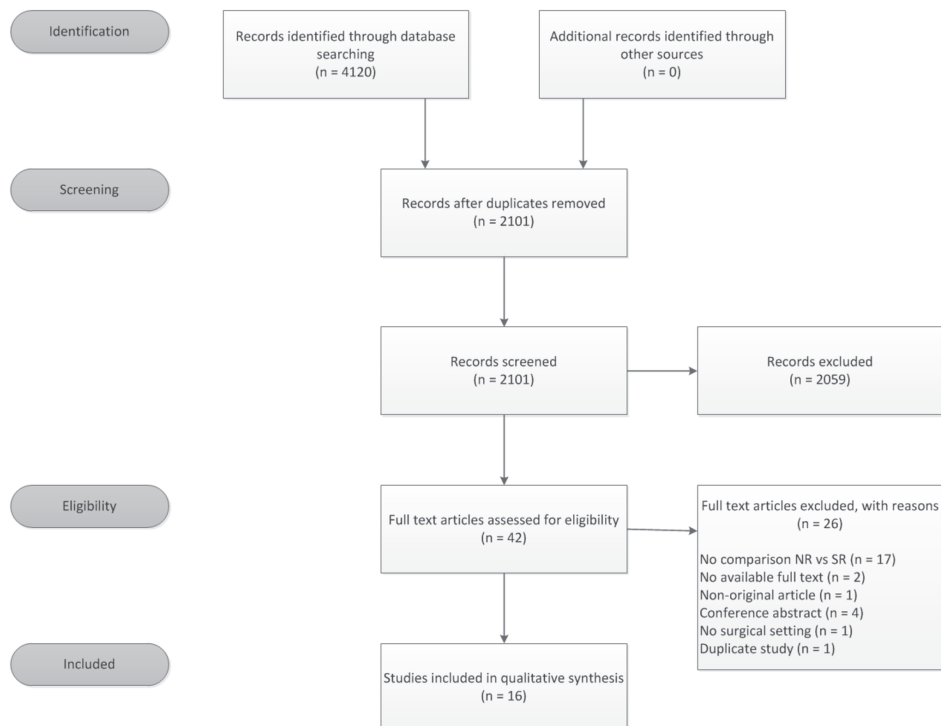 Identification
Records identified through database
searching
(n = 4120)
Additional records identified through
other sources
(n = 0)
Screening
Records after duplicates removed
(n = 2101)
Records screened
(n = 2101)
Records excluded
(n = 2059)
Eligibility
Full text articles assessed for eligibility
(n = 42)
Full text articles excluded, with reasons
(n = 26)
No comparison NR vs SR (n = 17)
No available full text (n = 2)
Non-original article (n = 1)
Conference abstract (n = 4)
No surgical setting (n = 1)
Duplicate study (n = 1)
Included
Studies included in qualitative synthesis
(n = 16)